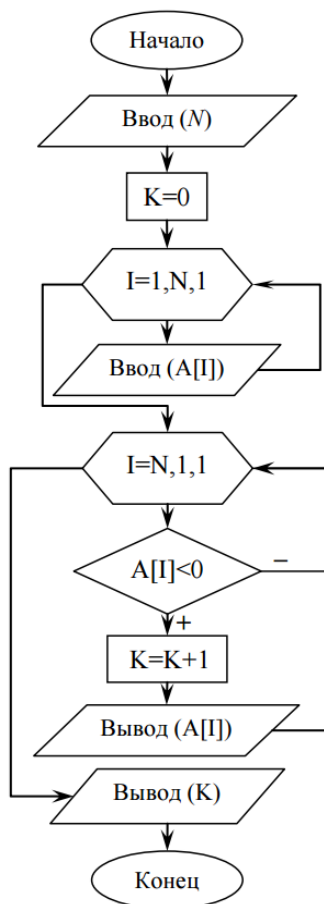 Начало
Ввод (N)
K=0
I=1,N,1
Ввод (A[I])
I=N,1,1
A[I]<0
–
+
K=K+1
Вывод (A[I])
Вывод (K)
Конец